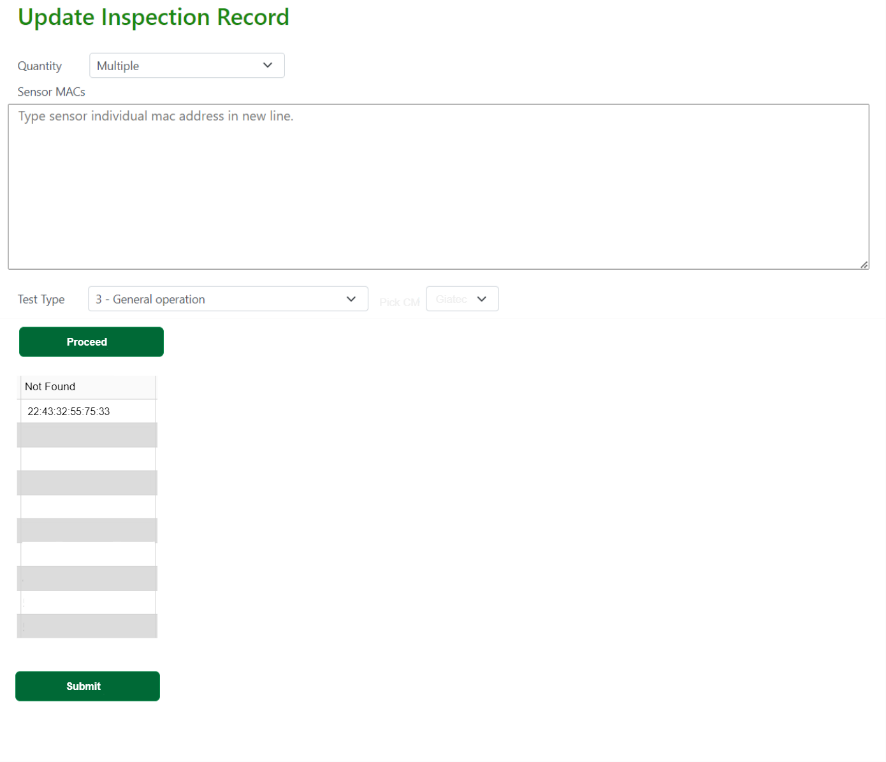 Update Inspection Record
Quantity Multiple
Sensor MACs
Type sensor individual mac address in new line.
Test Type 3 - General operation Pick CM Giatec
Proceed
Not Found
22:43:32:55:75:33
Submit